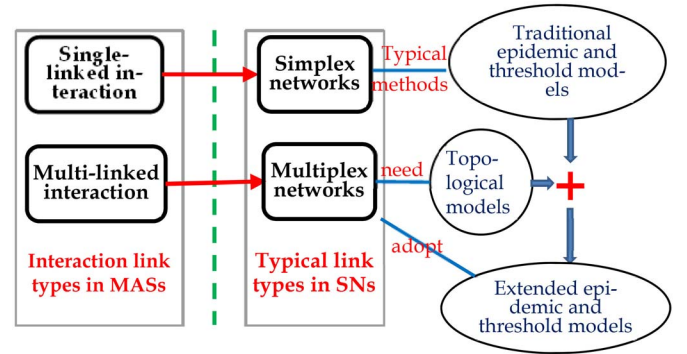 Single-
linked in-
teraction
Simplex
networks
Typical
methods
Traditional
epidemic and
threshold mod-
els
Multi-linked
interaction
Multiplex
networks
need
Topo-
logical
models
+
adopt
Interaction link
types in MASs
Typical link
types in SNs
Extended epi-
demic and
threshold models